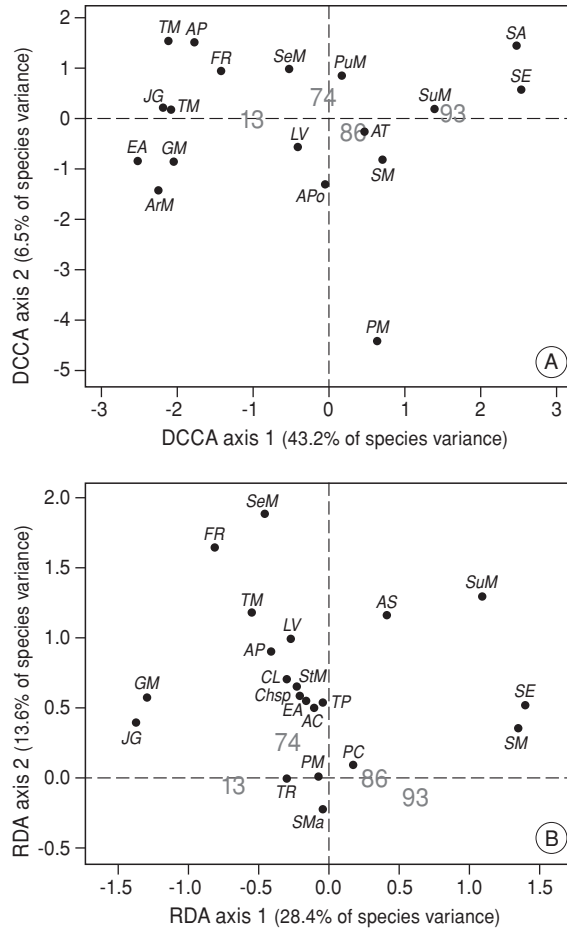 DCCA axis 2 (6.5% of species variance)
2
1
0
-1
-2
-3
-4
-5
TM AP SA
FR SeM PuM SE
74
JG TM SuM
13 86 AT 93
EA GM LV
SM
ArM APo
PM
A
-3 -2 -1 0 1 2 3
DCCA axis 1 (43.2% of species variance)
RDA axis 2 (13.6% of species variance)
2.0
1.5
1.0
0.5
0.0
-0.5
SeM
FR
SuM
TM AS
LV
AP
CL StM
GM Chsp TP SE
EA
AC
JG SM
74
PM PC
13 86
TR 93
SMa
B
-1.5 -1.0 -0.5 0.0 0.5 1.0 1.5
RDA axis 1 (28.4% of species variance)